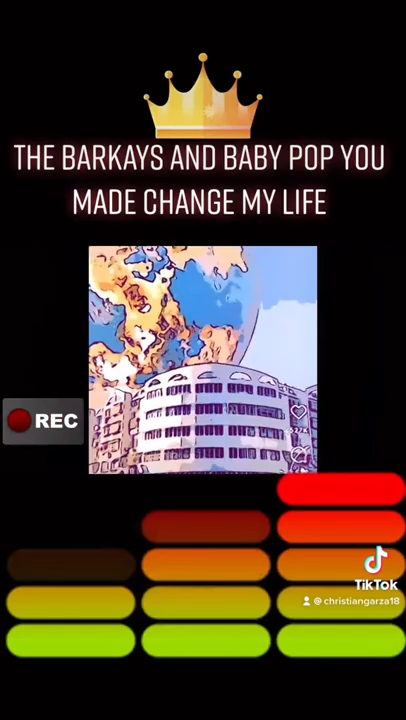 THE BARKAYS AND BABY POP YOU
MADE CHANGE MY LIFE
REC
TikTok
@christiangarza18